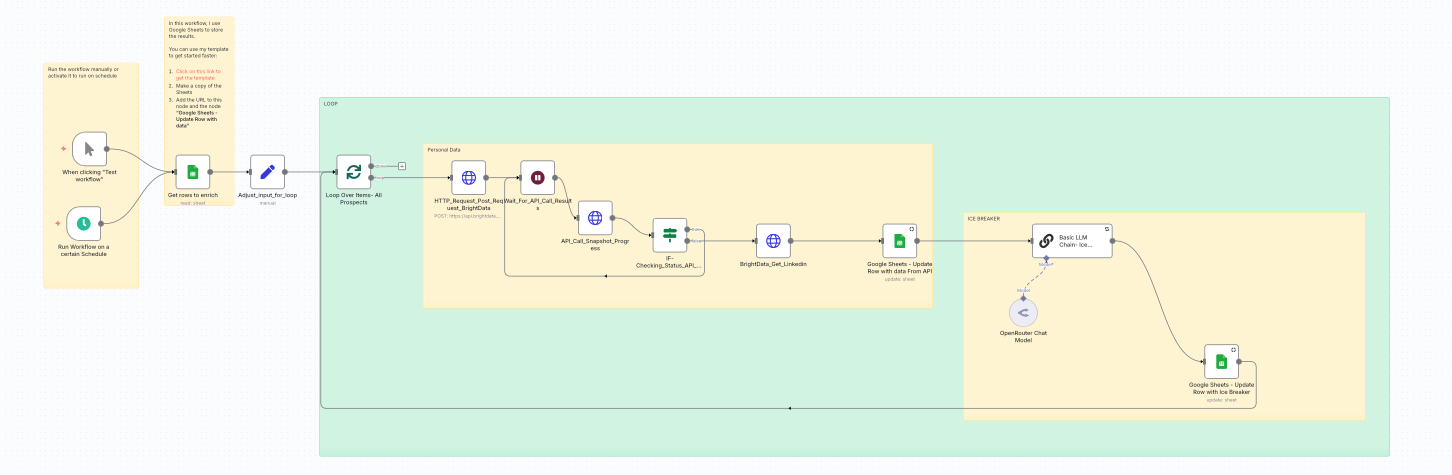 In this workflow, I use
Google Sheets to store
the results.
You can use my template
to get started faster:
1. Click on this link to
get the template
2. Make a copy of the
Sheets
3. Add the URL to this
node and the node
"Google Sheets -
Update Row with
data"
Run the workflow manually or
activate it to run on schedule
When clicking "Test
workflow"
Run Workflow on a
certain Schedule
Get rows to enrich
read: sheet
Adjust_input_for_loop
manual
LOOP
Loop Over Items- All
Prospects
Personal Data
HTTP_Request_Post_Req
uest_BrightData
POST: https://api.brightdata....
Wait_For_API_Call_Result
s
API_Call_Snapshot_Progr
ess
IF-
Checking_Status_API_...
BrightData_Get_Linkedin
Google Sheets - Update
Row with data From API
update: sheet
ICE BREAKER
Basic LLM
Chain- Ice...
Model*
Model
OpenRouter Chat
Model
Google Sheets - Update
Row with Ice Breaker
update: sheet